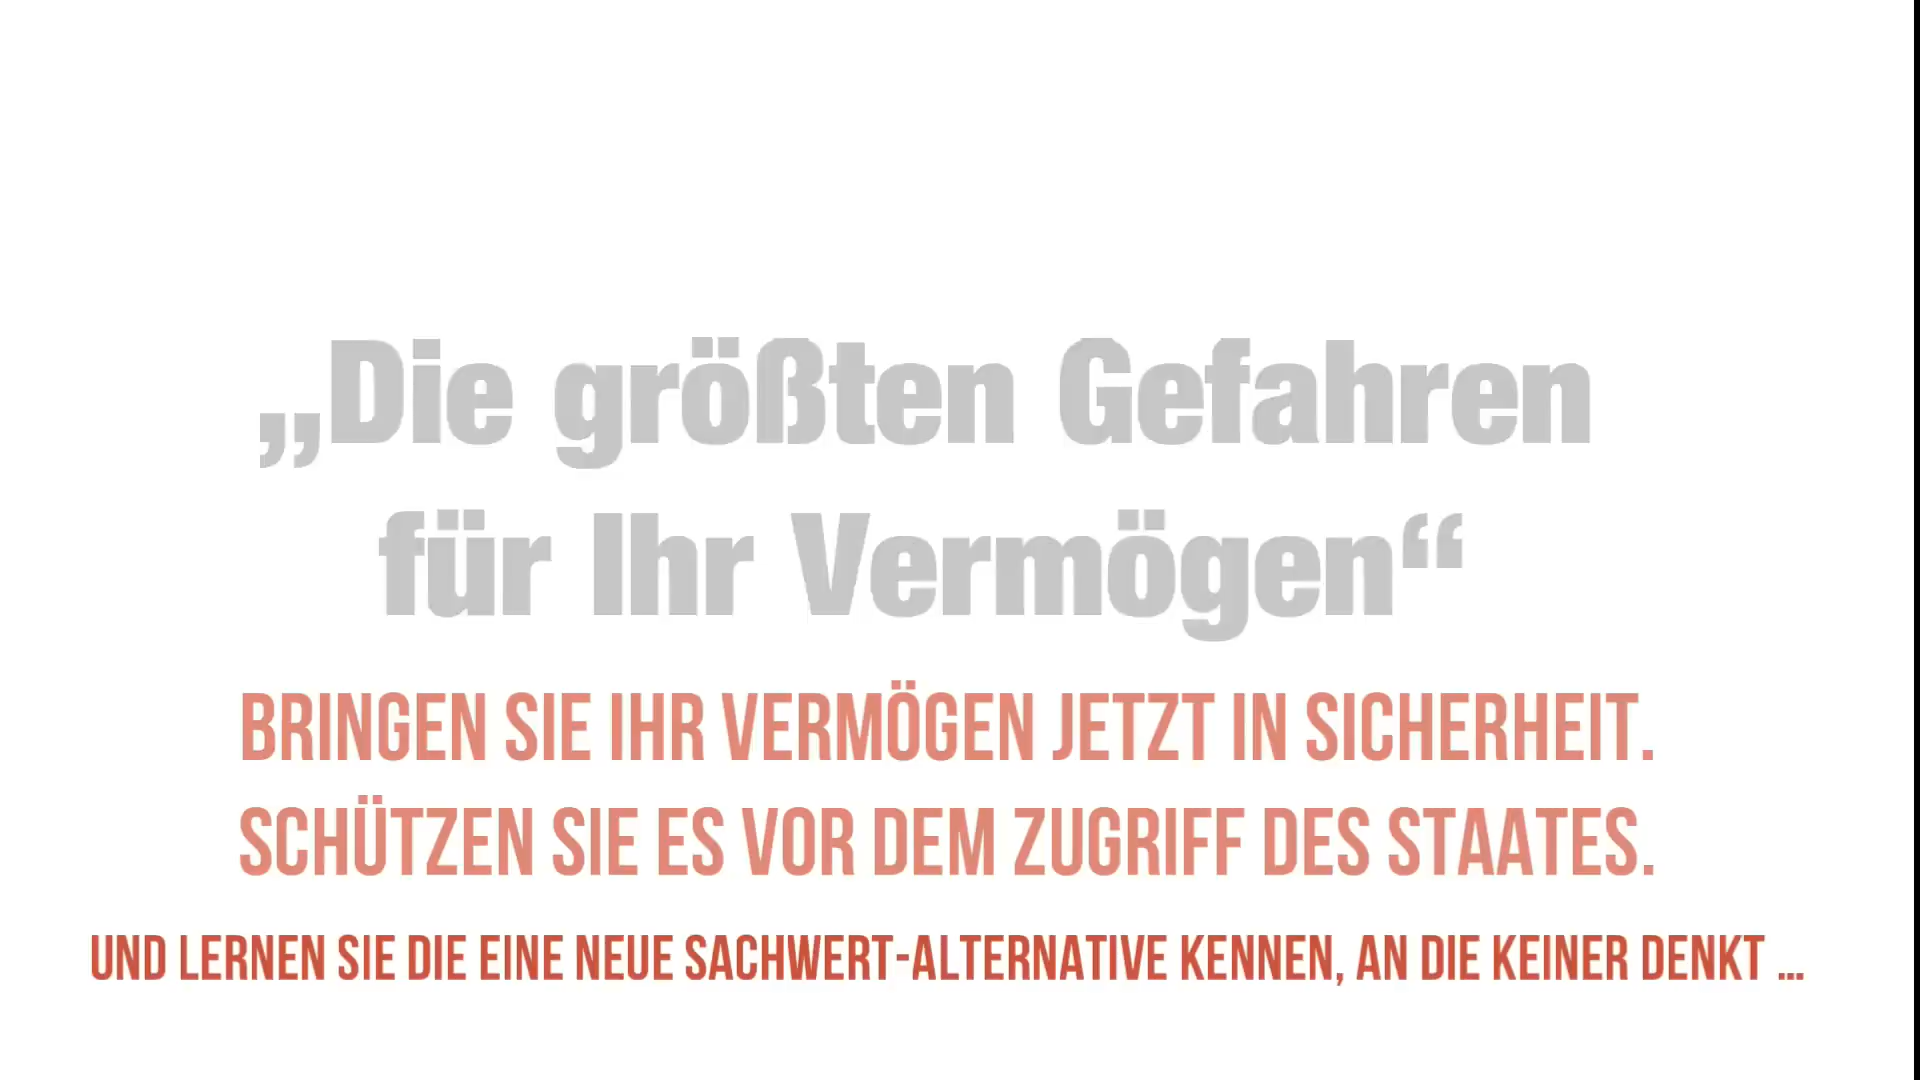 „Die größten Gefahren
für Ihr Vermögen“
BRINGEN SIE IHR VERMÖGEN JETZT IN SICHERHEIT.
SCHÜTZEN SIE ES VOR DEM ZUGRIFF DES STAATES.
UND LERNEN SIE DIE EINE NEUE SACHWERT-ALTERNATIVE KENNEN, AN DIE KEINER DENKT ...